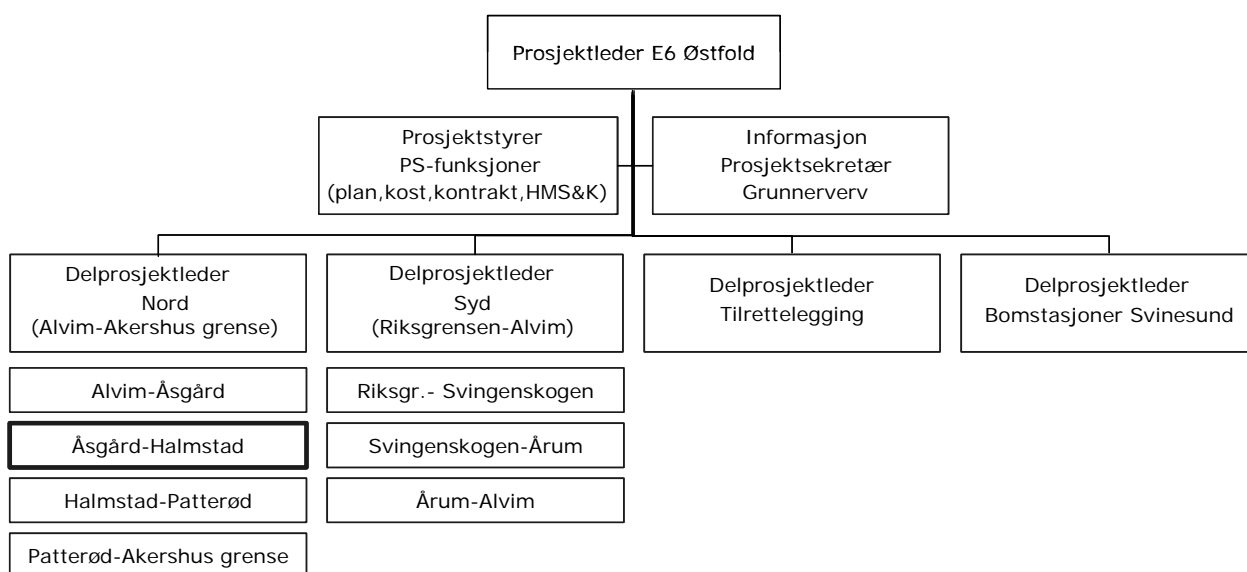 Prosjektleder E6 Østfold
Prosjektstyrer
PS-funksjoner
(plan,kost,kontrakt,HMS&K)
Informasjon
Prosjektsekretær
Grunnerverv
Delprosjektleder
Nord
(Alvim-Akershus grense)
Alvim-Åsgård
Åsgård-Halmstad
Halmstad-Patterød
Patterød-Akershus grense
Delprosjektleder
Syd
(Riksgrensen-Alvim)
Riksgr.- Svingenskogen
Svingenskogen-Årum
Årum-Alvim
Delprosjektleder
Tilrettelegging
Delprosjektleder
Bomstasjoner Svinesund